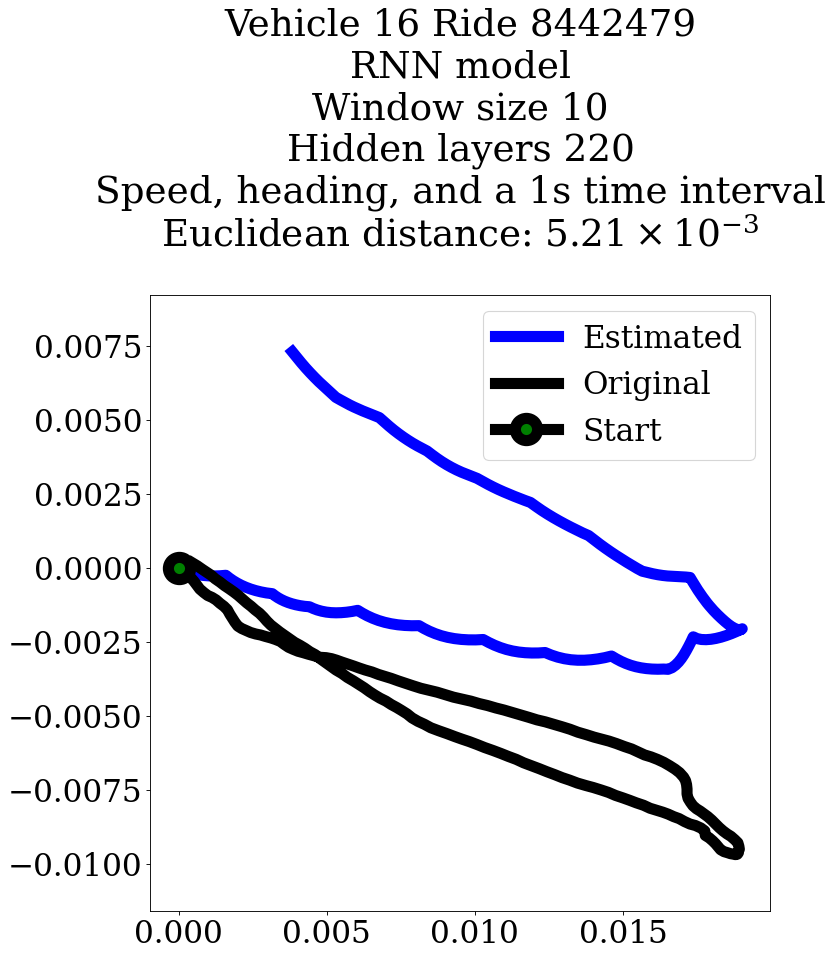 Vehicle 16 Ride 8442479
RNN model
Window size 10
Hidden layers 220
Speed, heading, and a 1s time interval
Euclidean distance: 5.21 × 10⁻³
Estimated
Original
Start
0.0075
0.0050
0.0025
0.0000
−0.0025
−0.0050
−0.0075
−0.0100
0.000 0.005 0.010 0.015